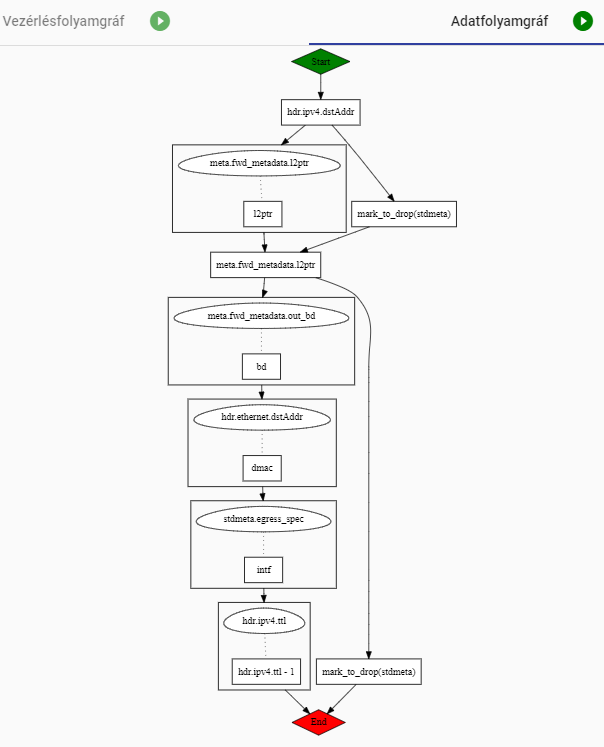 Vezérlésfolyamgráf
Adatfolyamgráf
Start
hdr.ipv4.dstAddr
meta.fwd_metadata.l2ptr
l2ptr
mark_to_drop(stdmeta)
meta.fwd_metadata.l2ptr
meta.fwd_metadata.out_bd
bd
hdr.ethernet.dstAddr
dmac
stdmeta.egress_spec
intf
hdr.ipv4.ttl
hdr.ipv4.ttl - 1
mark_to_drop(stdmeta)
End